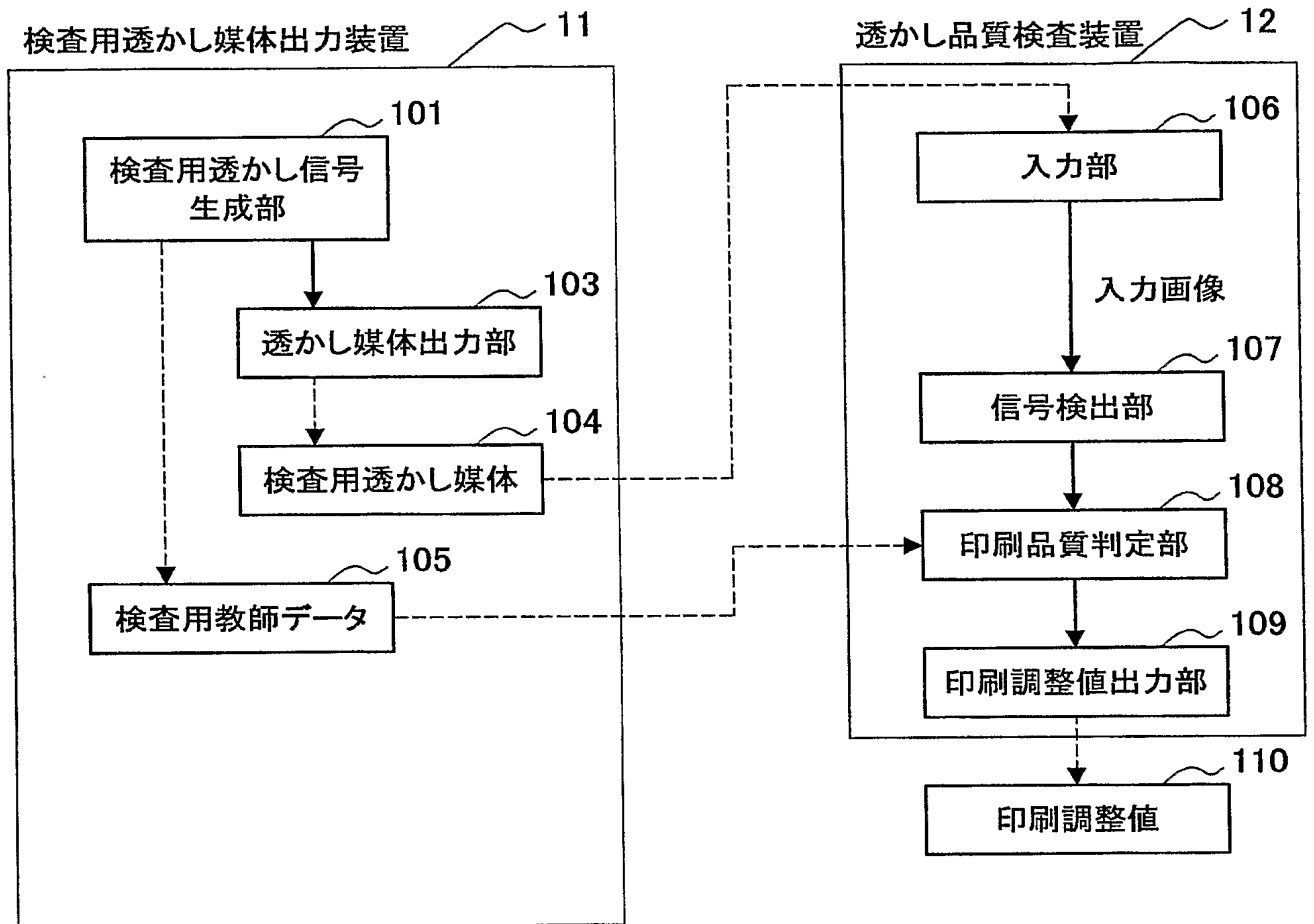 検査用透かし媒体出力装置
11
101
検査用透かし信号
生成部
103
透かし媒体出力部
104
検査用透かし媒体
105
検査用教師データ
透かし品質検査装置
12
106
入力部
入力画像
107
信号検出部
108
印刷品質判定部
109
印刷調整値出力部
110
印刷調整値